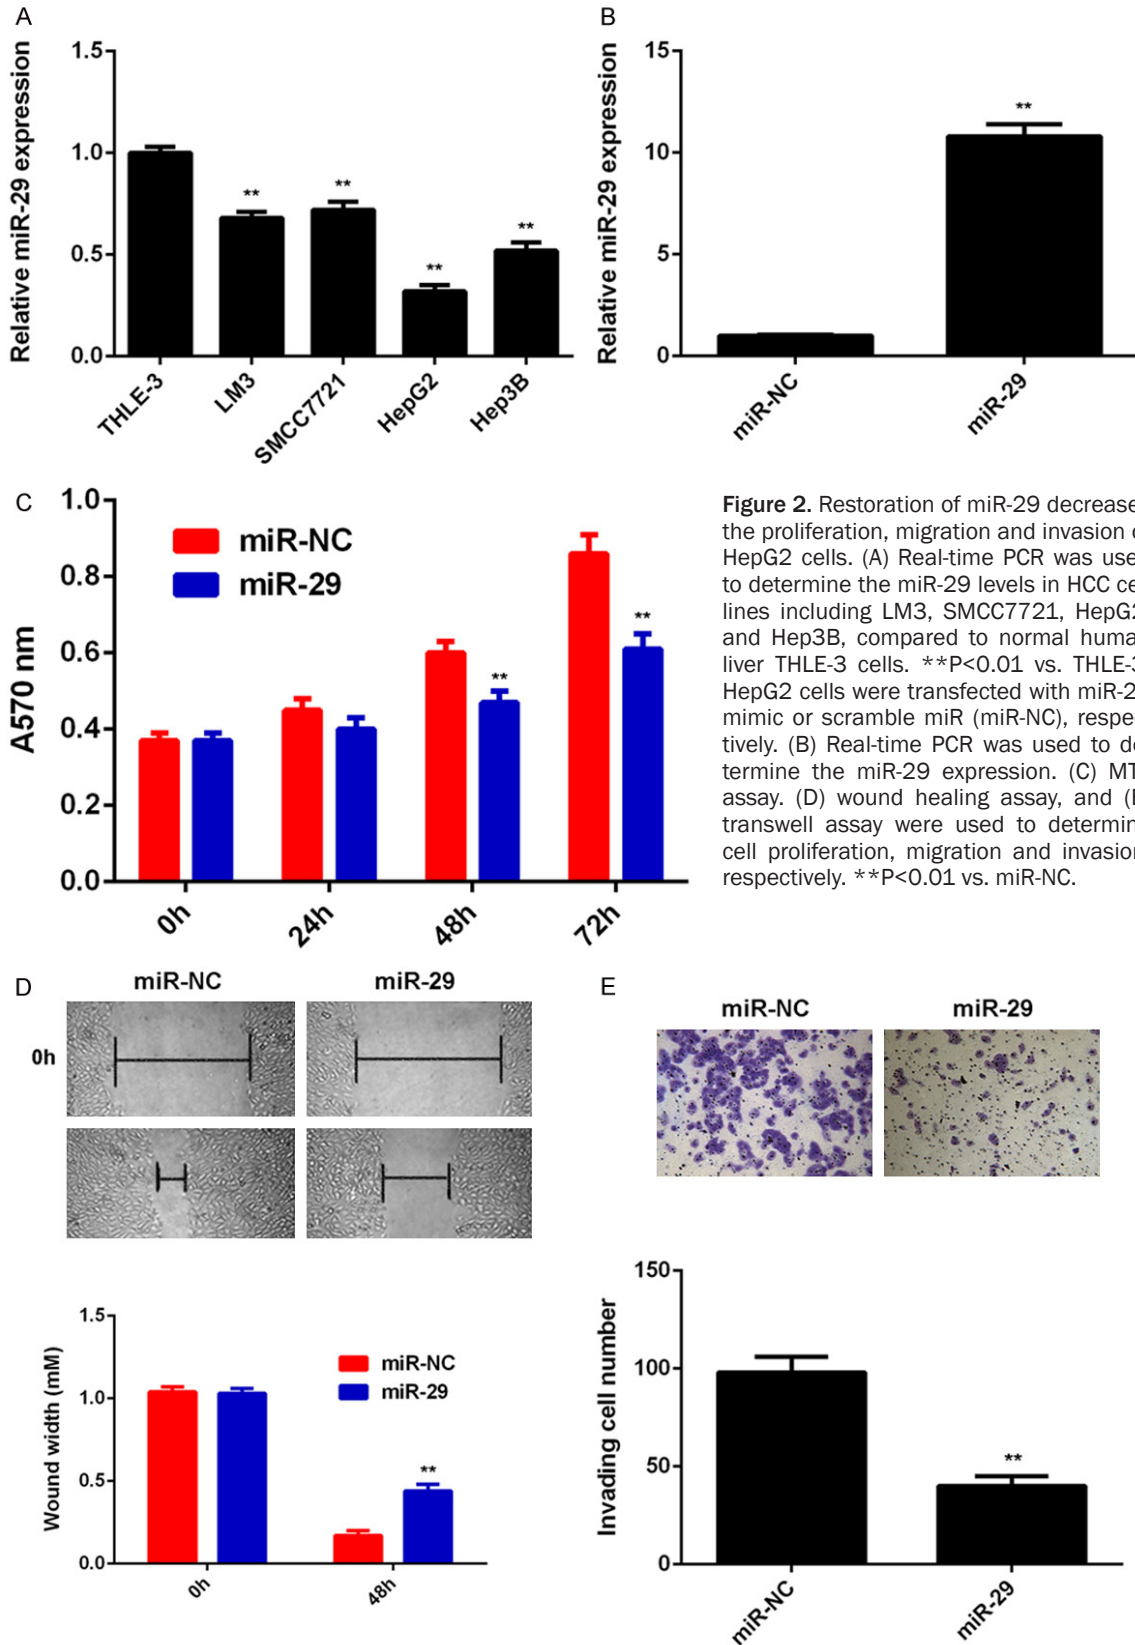 A
Relative miR-29 expression
1.5
1.0
0.5
0.0
**
**
**
**
THLE-3
LM3
SMCC7721
HepG2
Hep3B
B
Relative miR-29 expression
15
10
5
0
**
miR-NC
miR-29
C
A570 nm
1.0
0.8
0.6
0.4
0.2
0.0
miR-NC
miR-29
**
**
0h
24h
48h
72h
Figure 2. Restoration of miR-29 decrease
the proliferation, migration and invasion
HepG2 cells. (A) Real-time PCR was use
to determine the miR-29 levels in HCC ce
lines including LM3, SMCC7721, HepG2
and Hep3B, compared to normal human
liver THLE-3 cells. **P<0.01 vs. THLE-3
HepG2 cells were transfected with miR-2
mimic or scramble miR (miR-NC), respec
tively. (B) Real-time PCR was used to de
termine the miR-29 expression. (C) MT
assay. (D) wound healing assay, and (E
transwell assay were used to determin
cell proliferation, migration and invasion
respectively. **P<0.01 vs. miR-NC.
D
miR-NC
miR-29
0h
Wound width (mM)
1.5
1.0
0.5
0.0
miR-NC
miR-29
**
0h
48h
E
miR-NC
miR-29
Invading cell number
150
100
50
0
**
miR-NC
miR-29